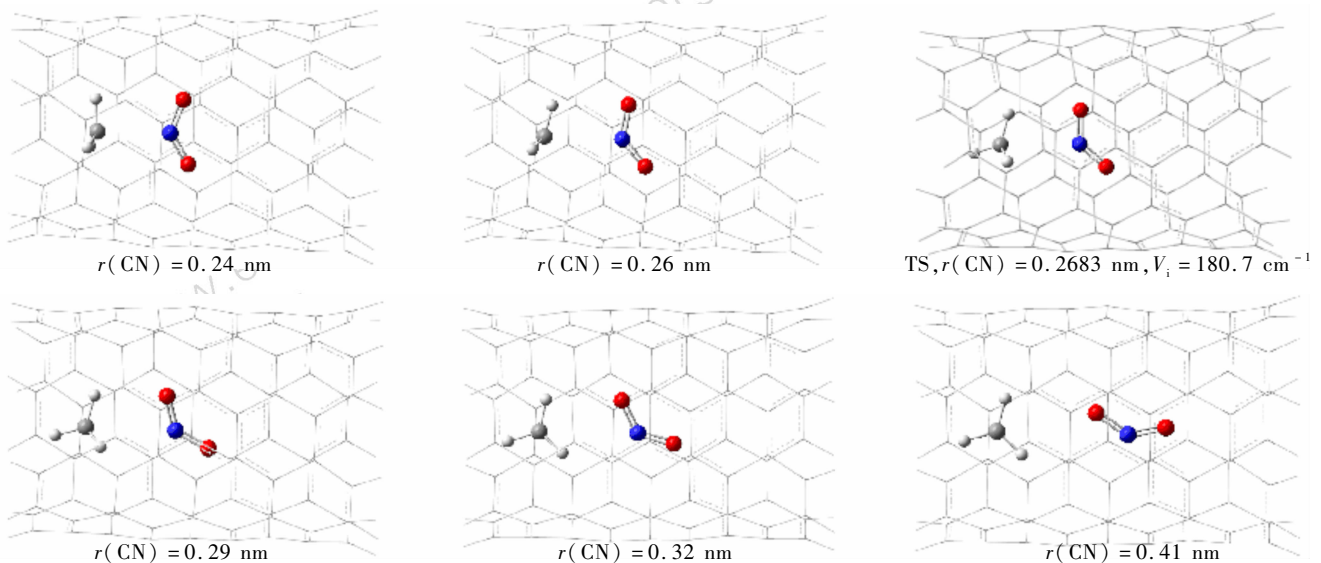 r(CN) = 0.24 nm
r(CN) = 0.26 nm
TS, r(CN) = 0.2683 nm, Vi = 180.7 cm⁻¹
r(CN) = 0.29 nm
r(CN) = 0.32 nm
r(CN) = 0.41 nm